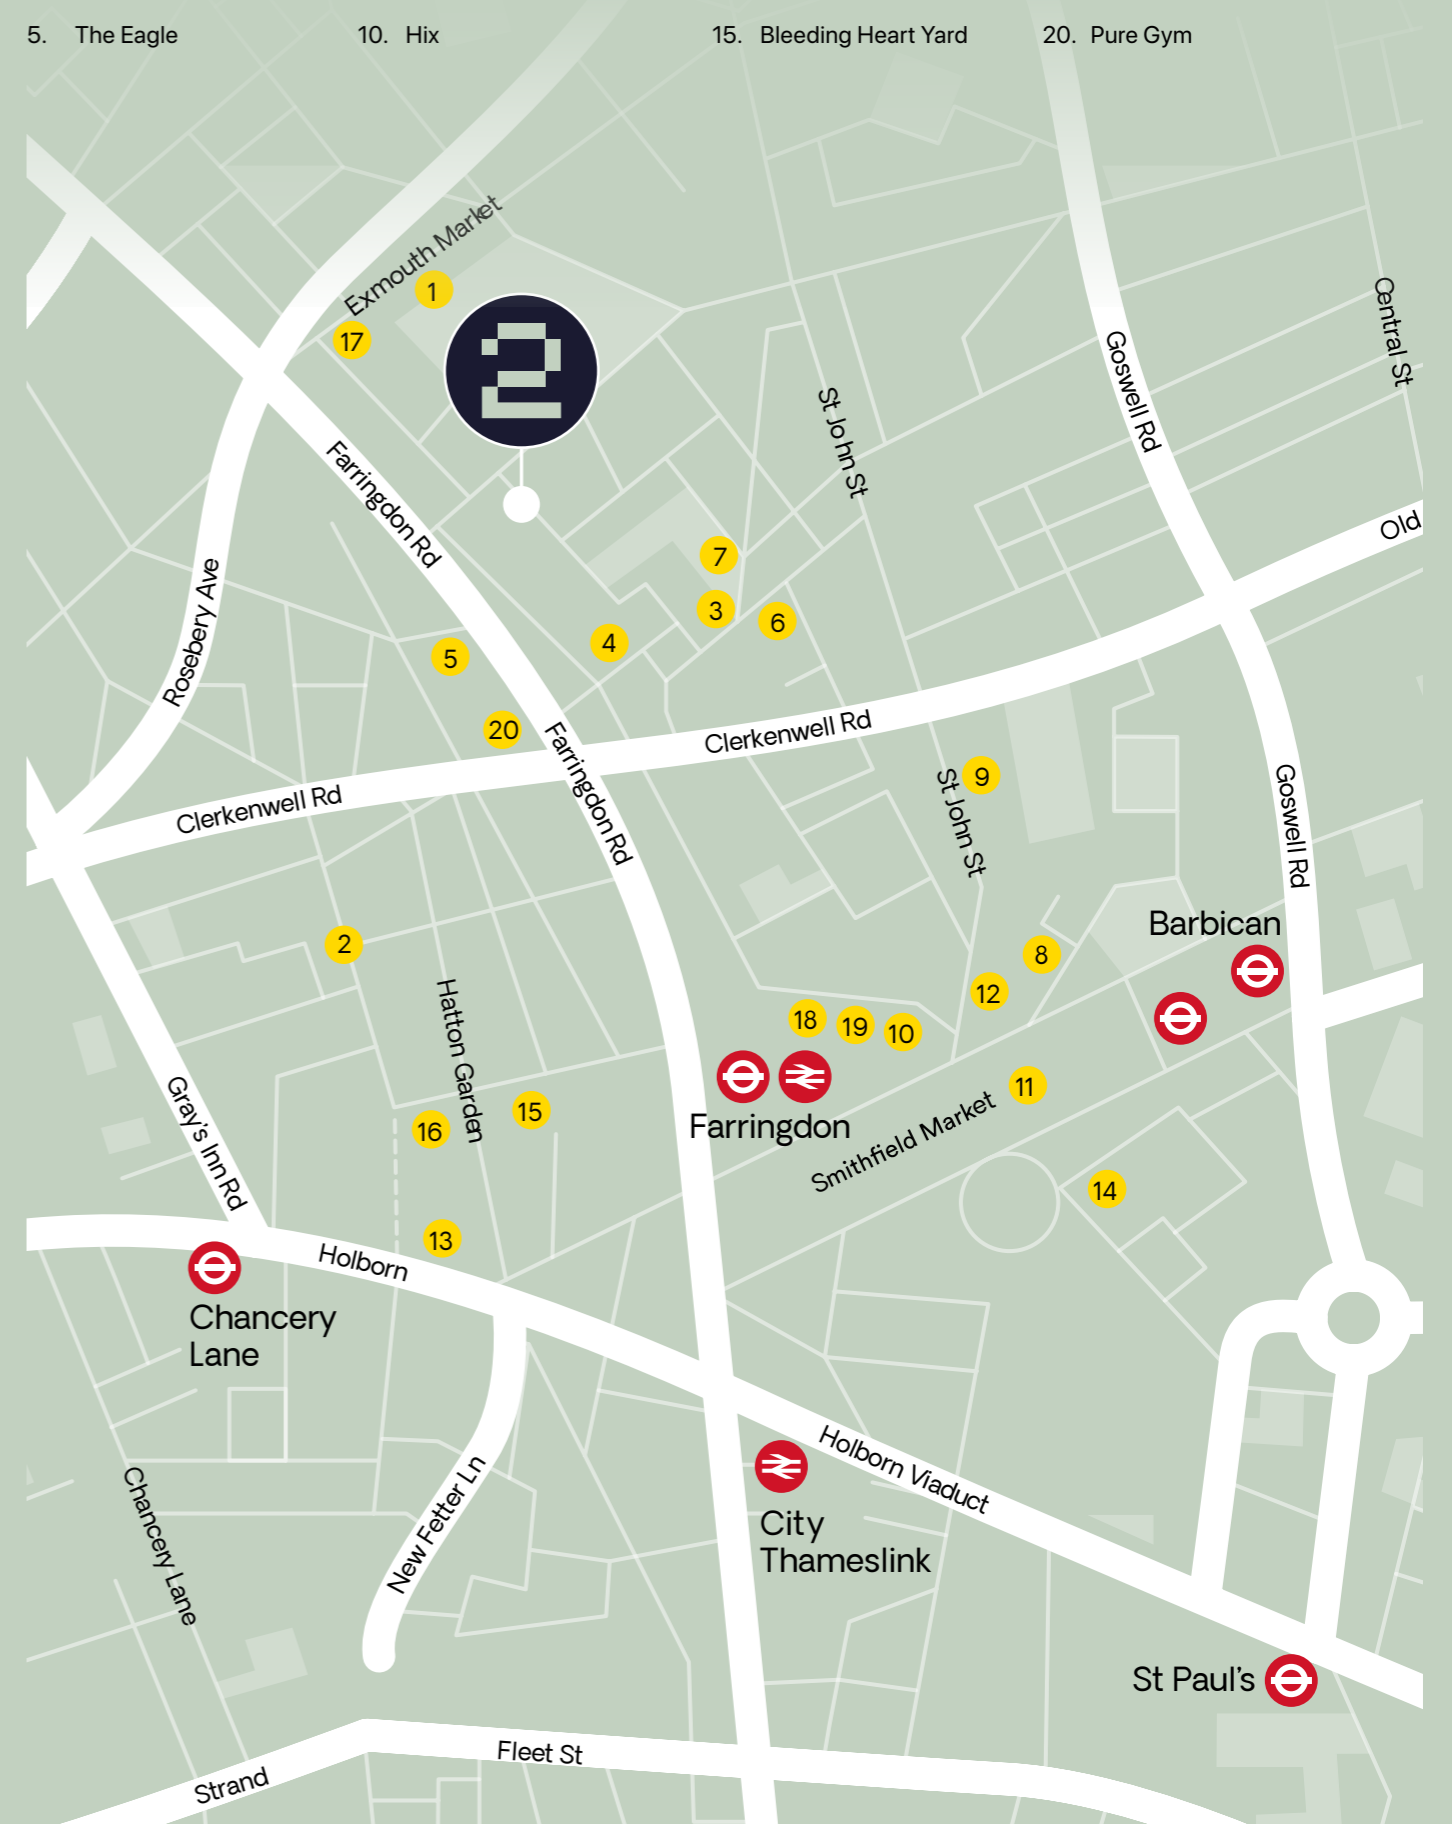 5. The Eagle
10. Hix
15. Bleeding Heart Yard
20. Pure Gym
Exmouth Market
1
17
2
Central St
Goswell Rd
St John St
Farringdon Rd
Old
7
3
6
4
5
Rosebery Ave
20
Clerkenwell Rd
Farringdon Rd
9
St John St
Goswell Rd
Clerkenwell Rd
Barbican
2
8
12
18
19
10
Hatton Garden
11
Farringdon
Smithfield Market
15
16
Gray's Inn Rd
14
13
Holborn
Chancery
Lane
Holborn Viaduct
City
Thameslink
New Fetter Ln
Chancery Lane
St Paul's
Fleet St
Strand